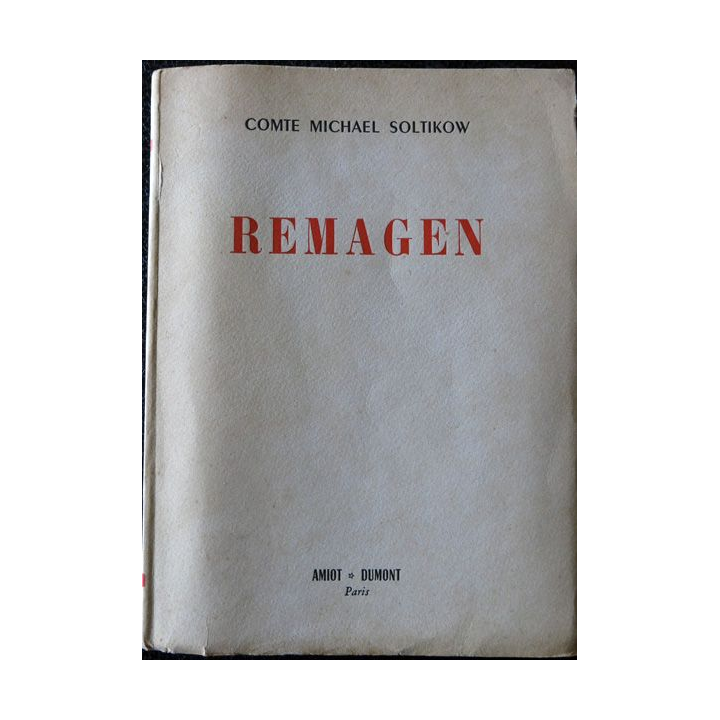 COMTE MICHAEL SOLTIKOW
REMAGEN
AMIOT * DUMONT
Paris